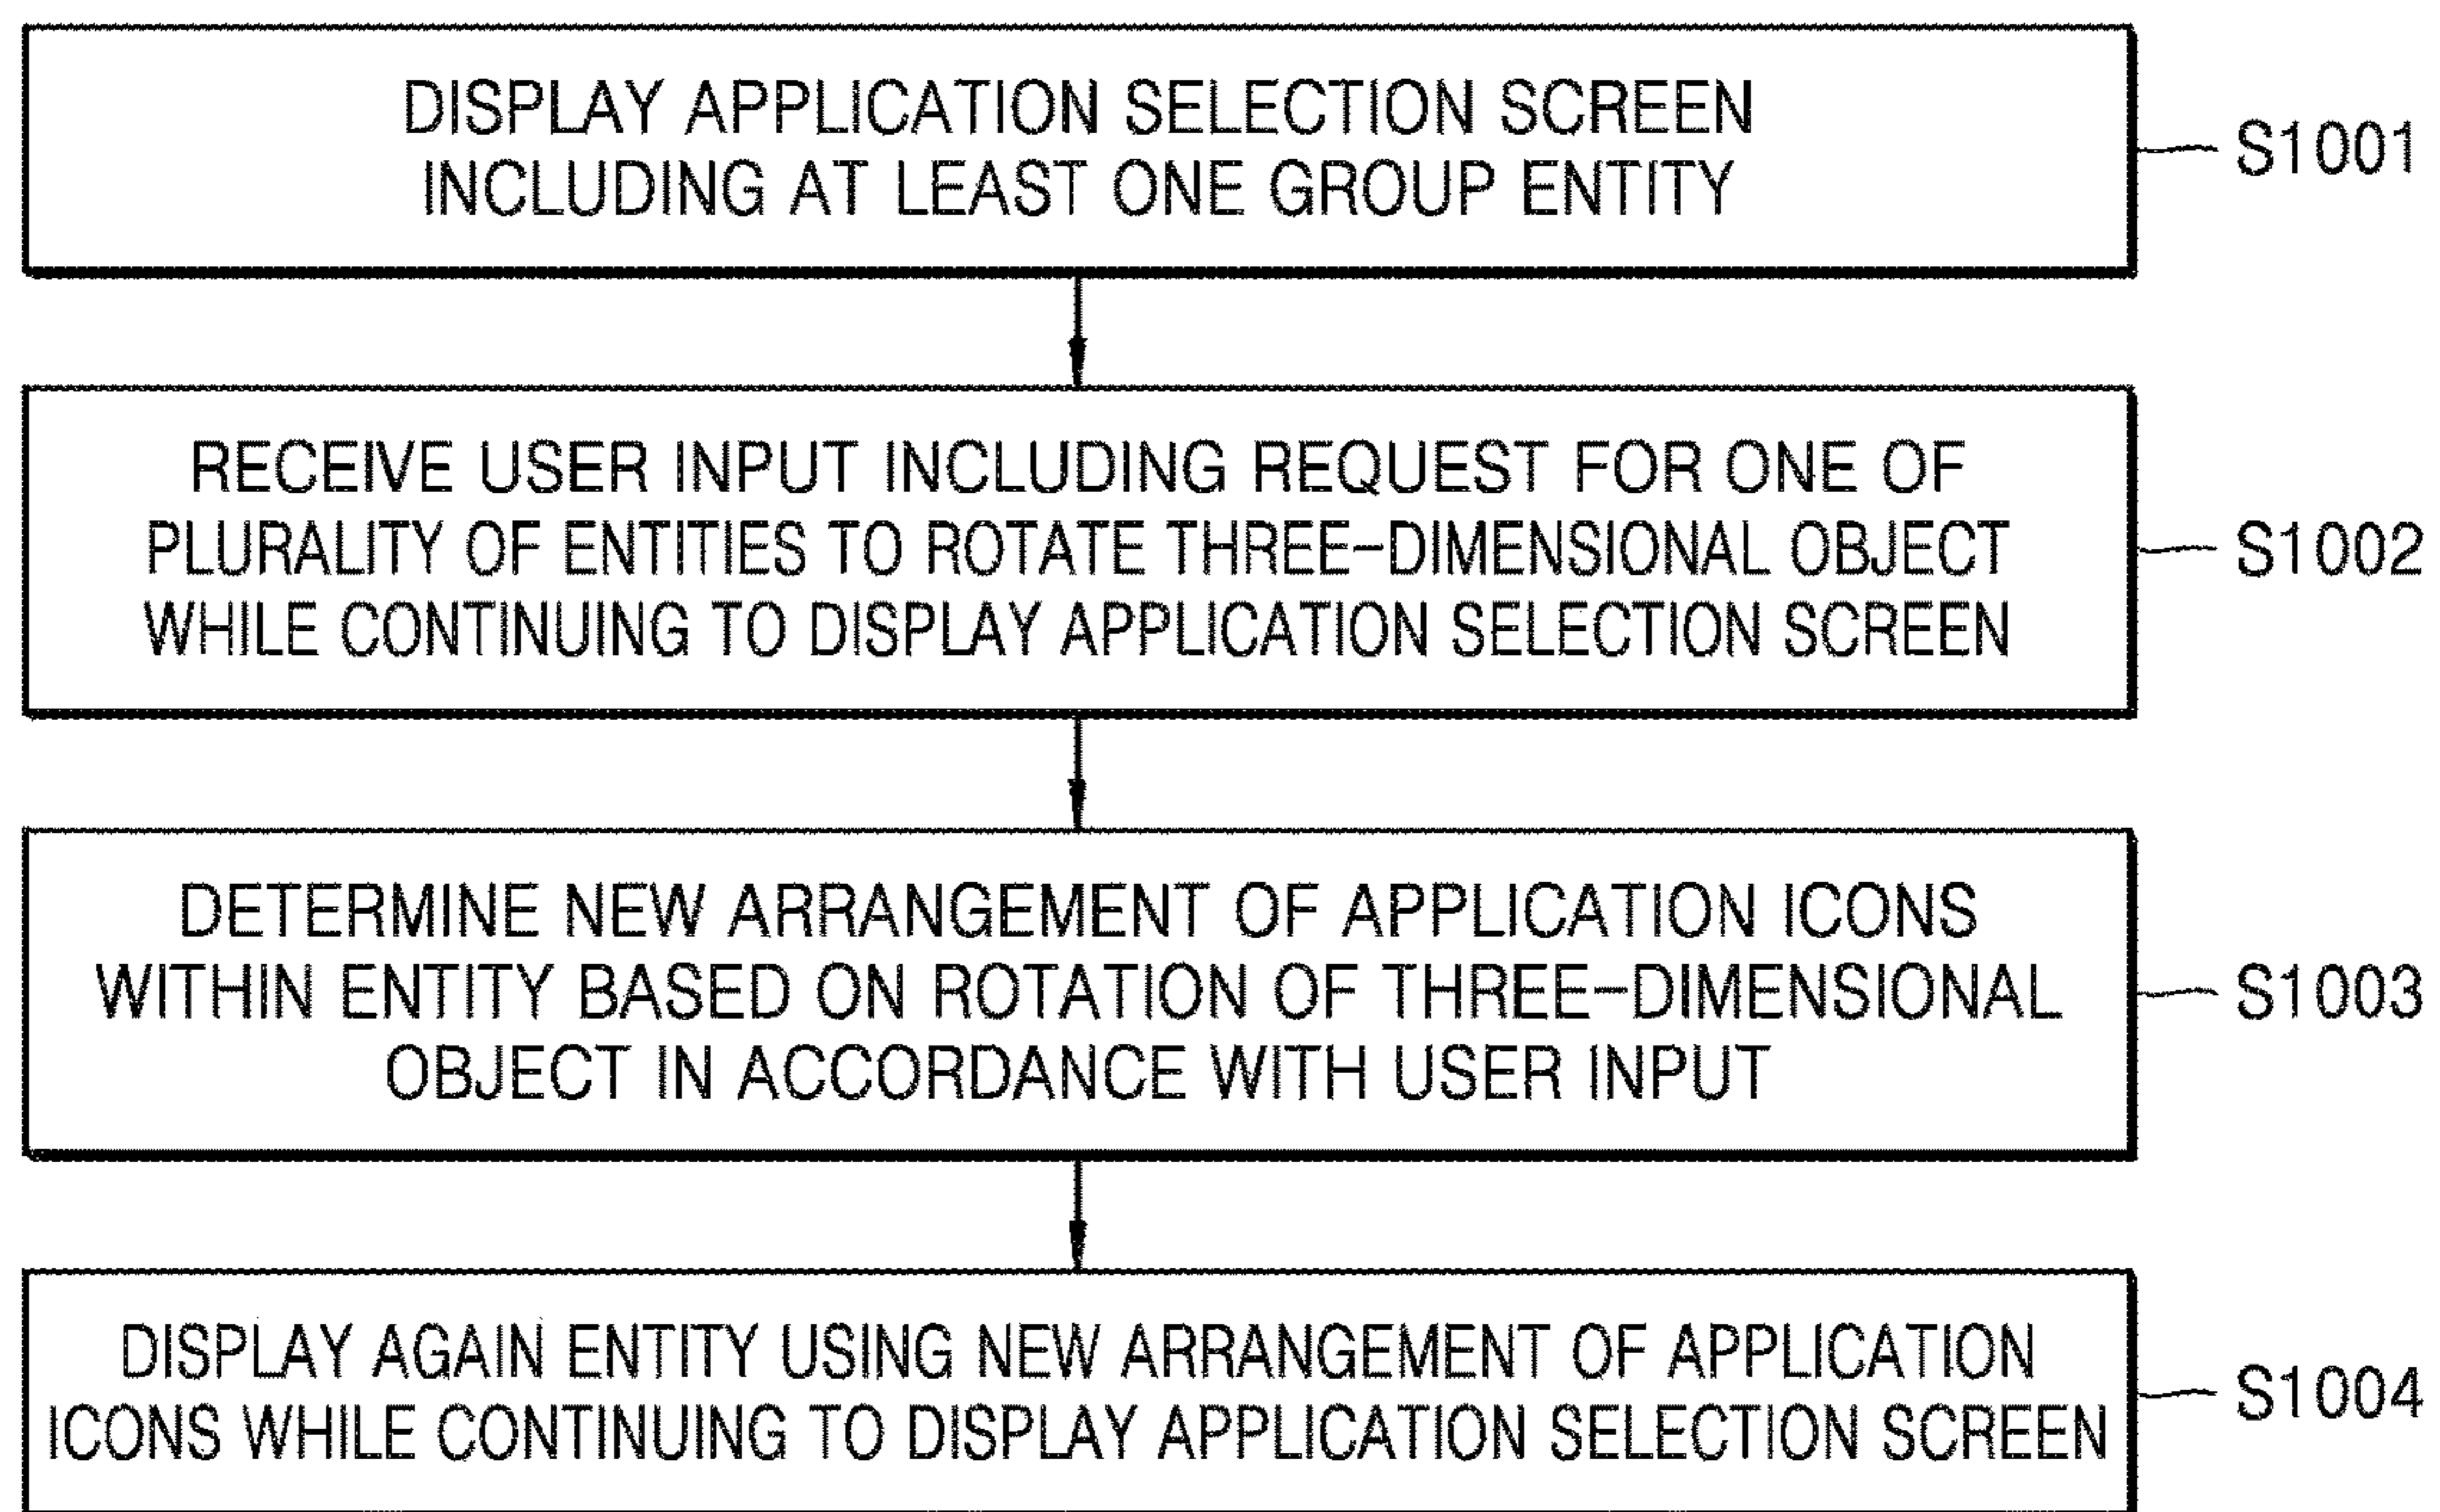 DISPLAY APPLICATION SELECTION SCREEN
INCLUDING AT LEAST ONE GROUP ENTITY
S1001
RECEIVE USER INPUT INCLUDING REQUEST FOR ONE OF
PLURALITY OF ENTITIES TO ROTATE THREE-DIMENSIONAL OBJECT
WHILE CONTINUING TO DISPLAY APPLICATION SELECTION SCREEN
S1002
DETERMINE NEW ARRANGEMENT OF APPLICATION ICONS
WITHIN ENTITY BASED ON ROTATION OF THREE-DIMENSIONAL
OBJECT IN ACCORDANCE WITH USER INPUT
S1003
DISPLAY AGAIN ENTITY USING NEW ARRANGEMENT OF APPLICATION
ICONS WHILE CONTINUING TO DISPLAY APPLICATION SELECTION SCREEN
S1004